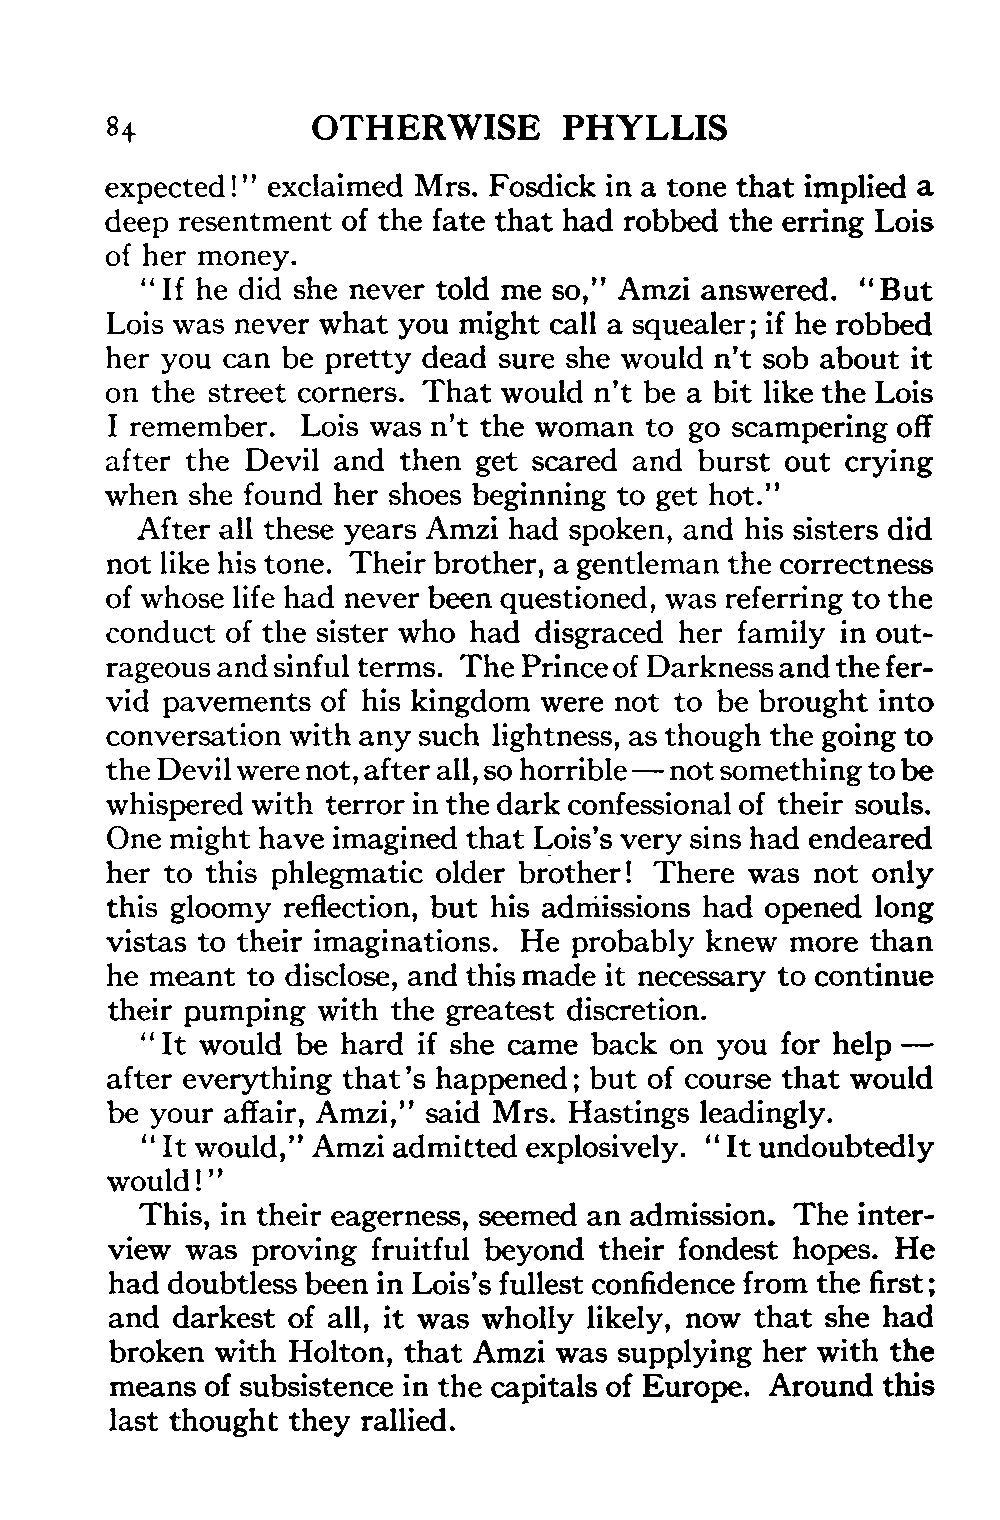 84 OTHERWISE PHYLLIS
expected!" exclaimed Mrs. Fosdick in a tone that implied a
deep resentment of the fate that had robbed the erring Lois
of her money.
"If he did she never told me so," Amzi answered. "But
Lois was never what you might call a squealer; if he robbed
her you can be pretty dead sure she would n't sob about it
on the street corners. That would n't be a bit like the Lois
I remember. Lois was n't the woman to go scampering off
after the Devil and then get scared and burst out crying
when she found her shoes beginning to get hot."
After all these years Amzi had spoken, and his sisters did
not like his tone. Their brother, a gentleman the correctness
of whose life had never been questioned, was referring to the
conduct of the sister who had disgraced her family in out-
rageous and sinful terms. The Prince of Darkness and the fer-
vid pavements of his kingdom were not to be brought into
conversation with any such lightness, as though the going to
the Devil were not, after all, so horrible — not something to be
whispered with terror in the dark confessional of their souls.
One might have imagined that Lois's very sins had endeared
her to this phlegmatic older brother! There was not only
this gloomy reflection, but his admissions had opened long
vistas to their imaginations. He probably knew more than
he meant to disclose, and this made it necessary to continue
their pumping with the greatest discretion.
"It would be hard if she came back on you for help —
after everything that 's happened; but of course that would
be your affair, Amzi," said Mrs. Hastings leadingly.
"It would," Amzi admitted explosively. "It undoubtedly
would!"
This, in their eagerness, seemed an admission. The inter-
view was proving fruitful beyond their fondest hopes. He
had doubtless been in Lois's fullest confidence from the first;
and darkest of all, it was wholly likely, now that she had
broken with Holton, that Amzi was supplying her with the
means of subsistence in the capitals of Europe. Around this
last thought they rallied.